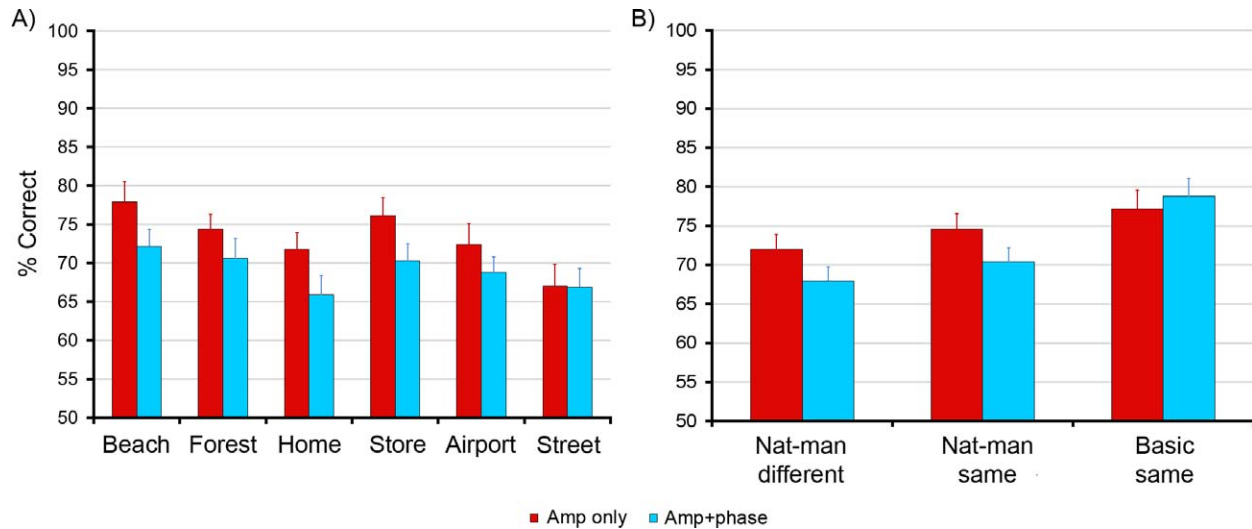 A)
% Correct
100
95
90
85
80
75
70
65
60
55
50
Beach Forest Home Store Airport Street
B)
100
95
90
85
80
75
70
65
60
55
50
Nat-man different
Nat-man same
Basic same
Amp only Amp+phase